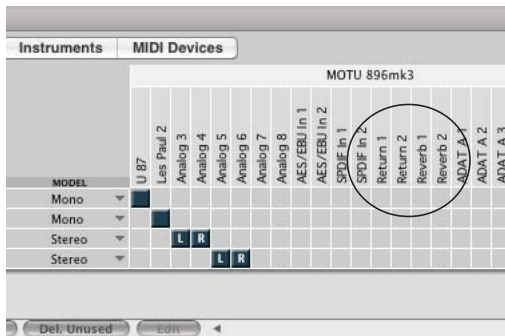 Instruments
MIDI Devices
MOTU 896mk3
U 87
Les Paul 2
Analog 3
Analog 4
Analog 5
Analog 6
Analog 7
Analog 8
AES/EBU In 1
AES/EBU In 2
SPDIF In 1
SPDIF In 2
Return 1
Return 2
Reverb 1
Reverb 2
ADAT A 1
ADAT A 2
ADAT A 3
MODEL
Mono
Mono
Stereo L R
Stereo L R
Del. Unused
Edit